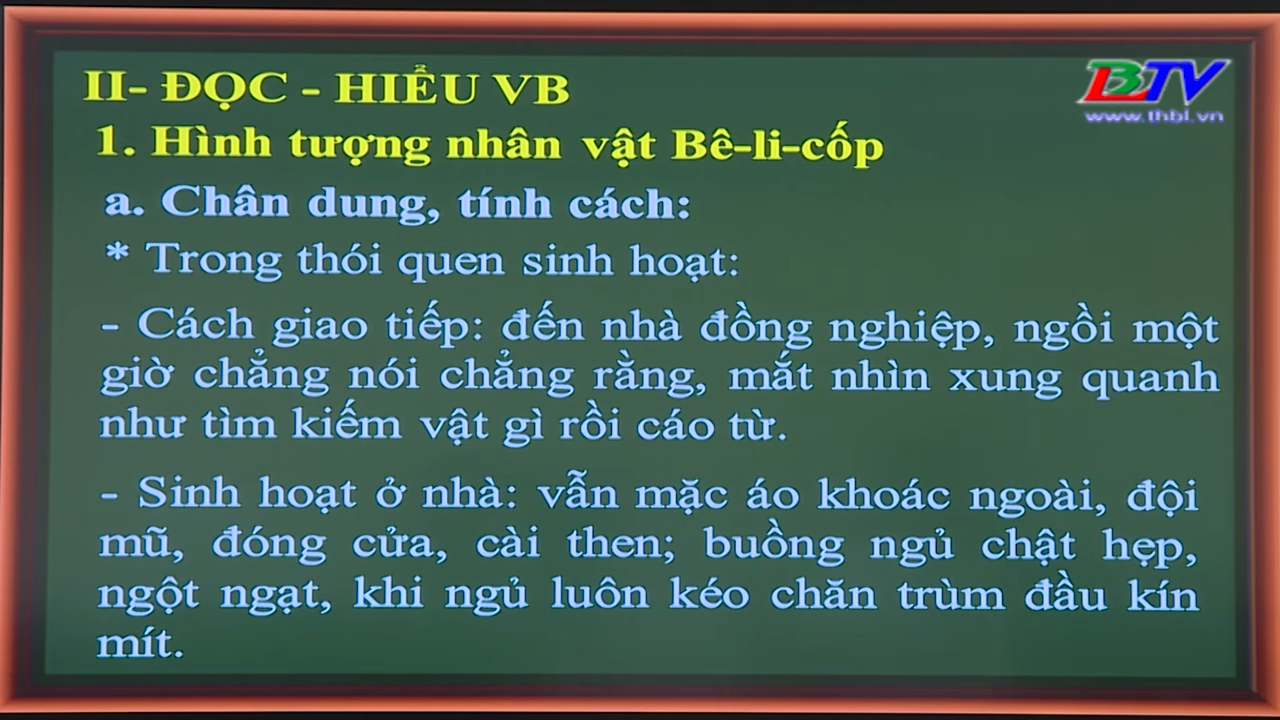 II- ĐỌC - HIỂU VB
BTV
www.thbl.vn
1. Hình tượng nhân vật Bê-li-cốp
a. Chân dung, tính cách:
* Trong thói quen sinh hoạt:
- Cách giao tiếp: đến nhà đồng nghiệp, ngồi một
giờ chẳng nói chẳng rằng, mắt nhìn xung quanh
như tìm kiếm vật gì rồi cáo từ.
- Sinh hoạt ở nhà: vẫn mặc áo khoác ngoài, đội
mũ, đóng cửa, cài then; buồng ngủ chật hẹp,
ngột ngạt, khi ngủ luôn kéo chăn trùm đầu kín
mít.